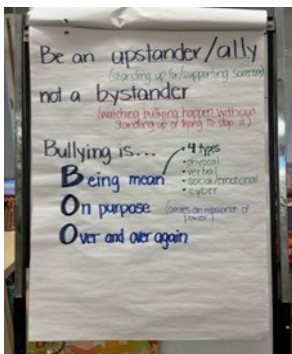 Be an upstander/ally
(standing up for/supporting someone)
not a bystander
(watching bullying happen without
standing up or trying to stop it)
Bullying is...
• 4 types
• physical
• verbal
• social/emotional
• cyber
Being mean
On purpose (creates an imbalance of
power)
Over and over again